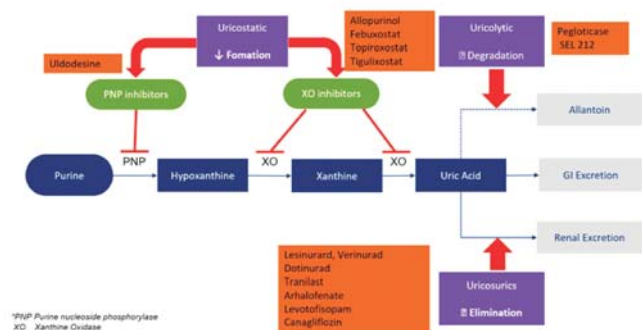 Uricostatic
↓ Fomation
Uldodesine
Allopurinol
Febuxostat
Topiroxostat
Tigulixostat
Uricolytic
⍰ Degradation
Pegloticase
SEL 212
PNP inhibitors
XO inhibitors
Allantoin
PNP
XO
XO
Purine
Hypoxanthine
Xanthine
Uric Acid
GI Excretion
Renal Excretion
Lesinurard, Verinurad
Dotinurad
Tranilast
Arhalofenate
Levotofisopam
Canagliflozin
Uricosurics
⍰ Elimination
*PNP Purine nucleoside phosphorylase
XO Xanthine Oxidase